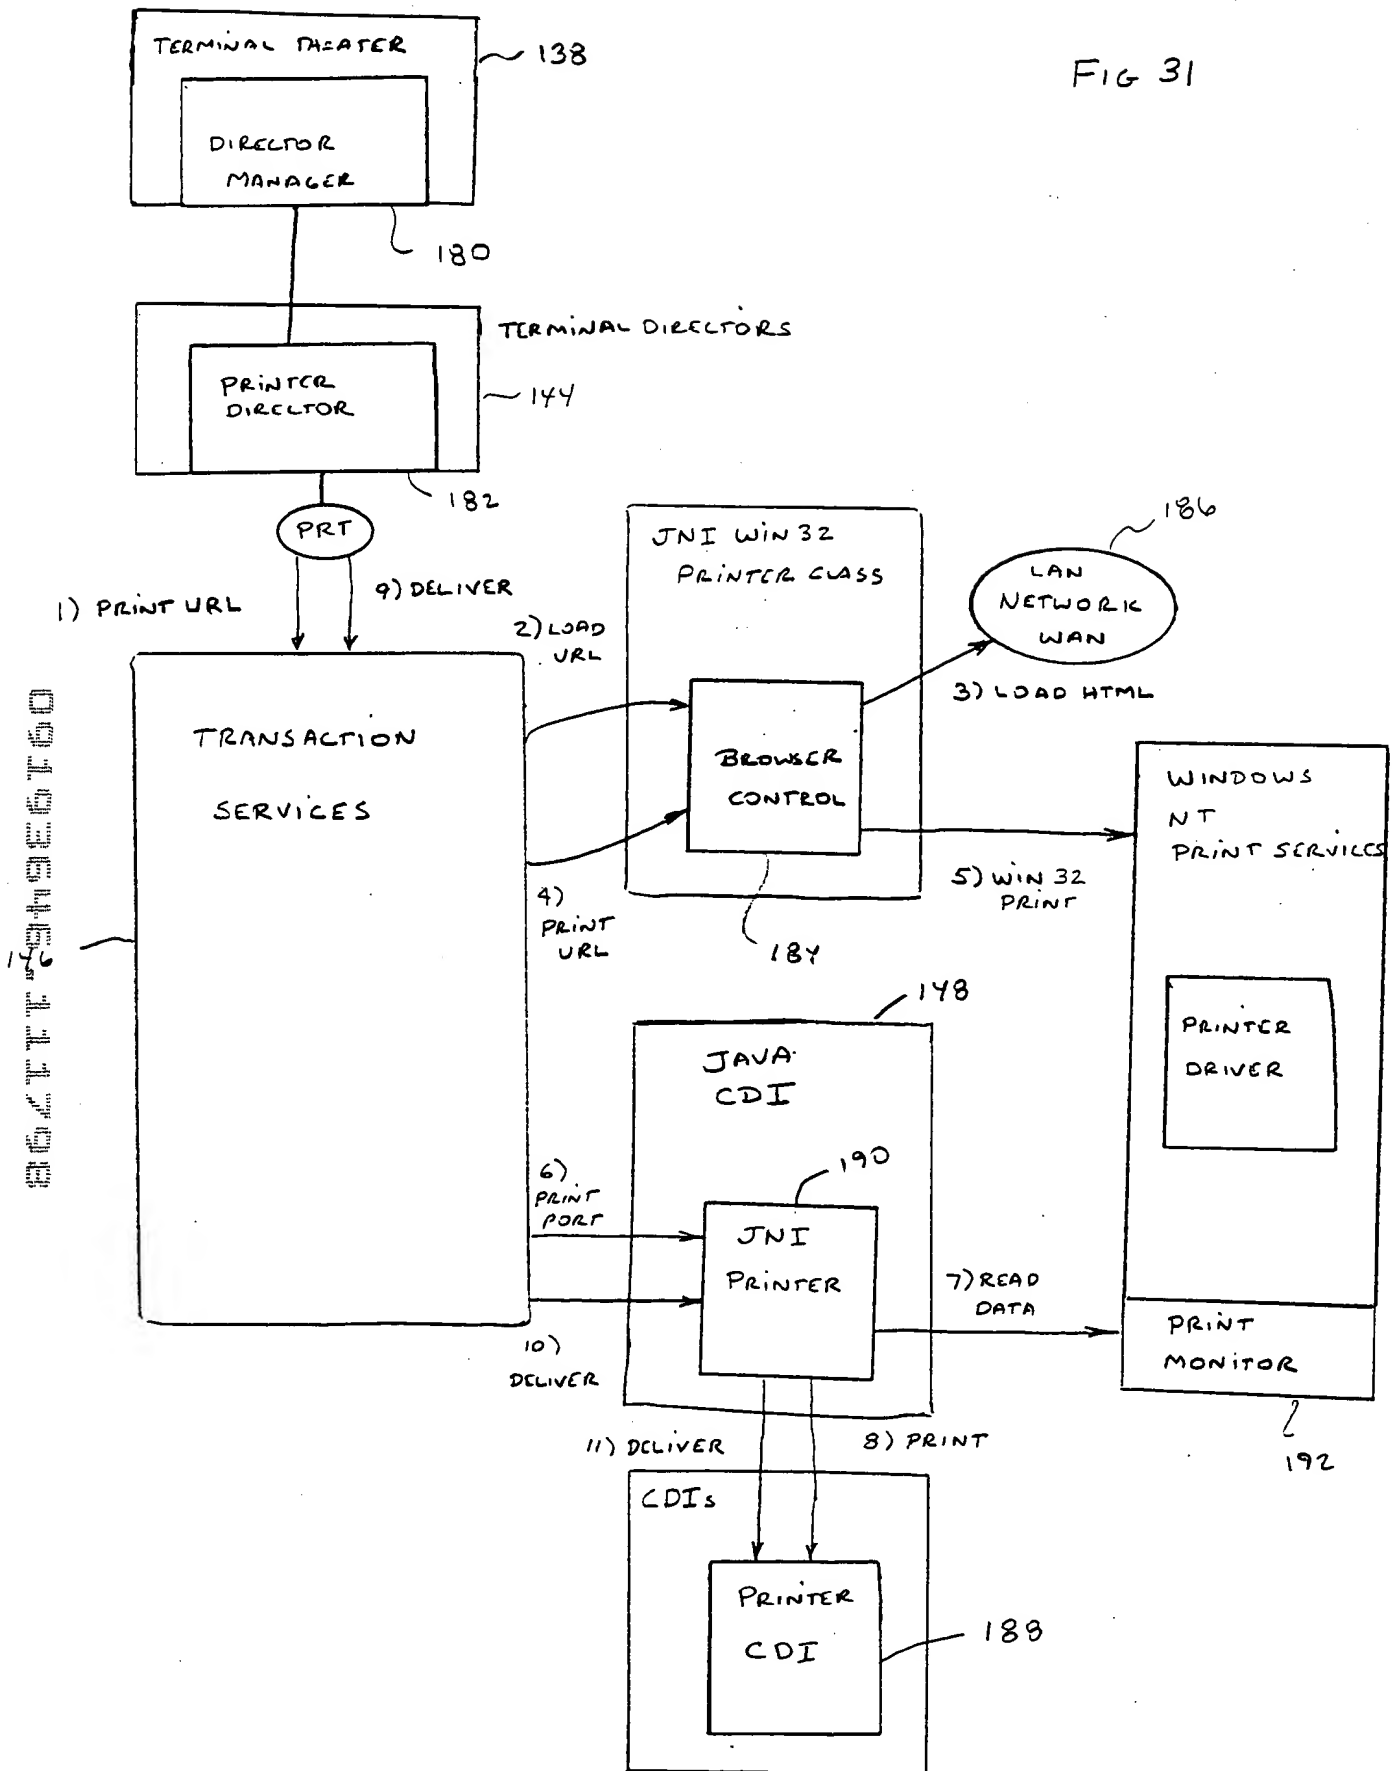 FIG 31
TERMINAL THEATER
138
DIRECTOR
MANAGER
180
TERMINAL DIRECTORS
PRINTER
DIRECTOR
144
182
PRT
1) PRINT URL
9) DELIVER
JNI WIN 32
PRINTER CLASS
186
LAN
NETWORK
WAN
2) LOAD
URL
3) LOAD HTML
TRANSACTION
SERVICES
BROWSER
CONTROL
WINDOWS
NT
PRINT SERVICES
4)
PRINT
URL
5) WIN 32
PRINT
184
146
09193646.111798
148
JAVA
CDI
PRINTER
DRIVER
6)
PRINT
PORT
190
JNI
PRINTER
7) READ
DATA
10)
DELIVER
PRINT
MONITOR
192
11) DELIVER
8) PRINT
CDIs
PRINTER
CDI
188